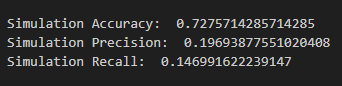 Simulation Accuracy:  0.7275714285714285
Simulation Precision:  0.19693877551020408
Simulation Recall:  0.146991622239147